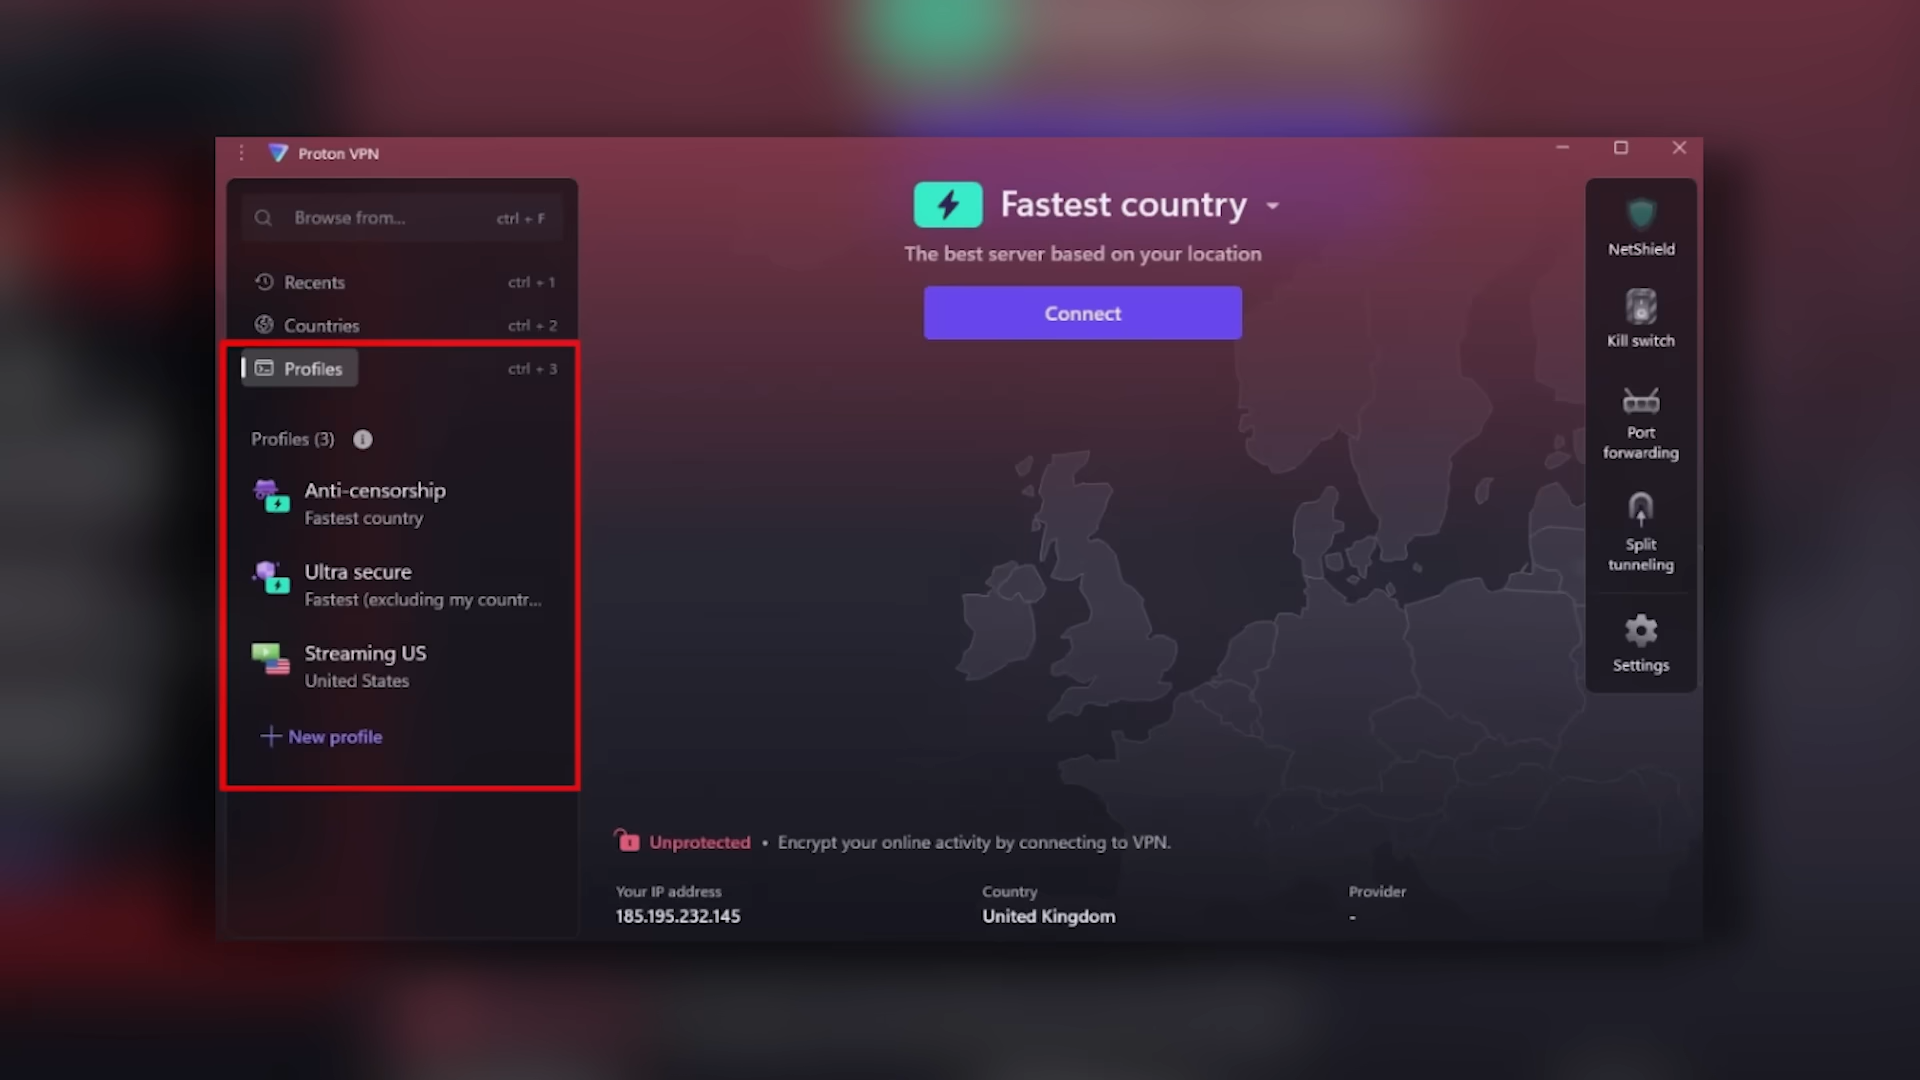 Proton VPN
Browse from... ctrl + F
Recents ctrl + 1
Countries ctrl + 2
Profiles ctrl + 3
Profiles (3)
Anti-censorship
Fastest country
Ultra secure
Fastest (excluding my countr...
Streaming US
United States
New profile
Fastest country
The best server based on your location
Connect
Unprotected • Encrypt your online activity by connecting to VPN.
Your IP address
185.195.232.145
Country
United Kingdom
Provider
-
NetShield
Kill switch
Port
forwarding
Split
tunneling
Settings